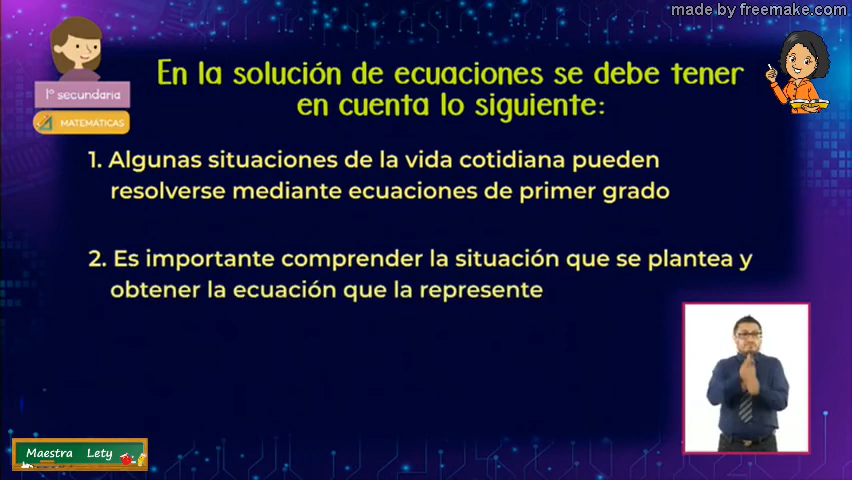 made by freemake.com
En la solución de ecuaciones se debe tener
en cuenta lo siguiente:
1° secundaria
MATEMÁTICAS
1. Algunas situaciones de la vida cotidiana pueden
resolverse mediante ecuaciones de primer grado
2. Es importante comprender la situación que se plantea y
obtener la ecuación que la represente
Maestra Lety